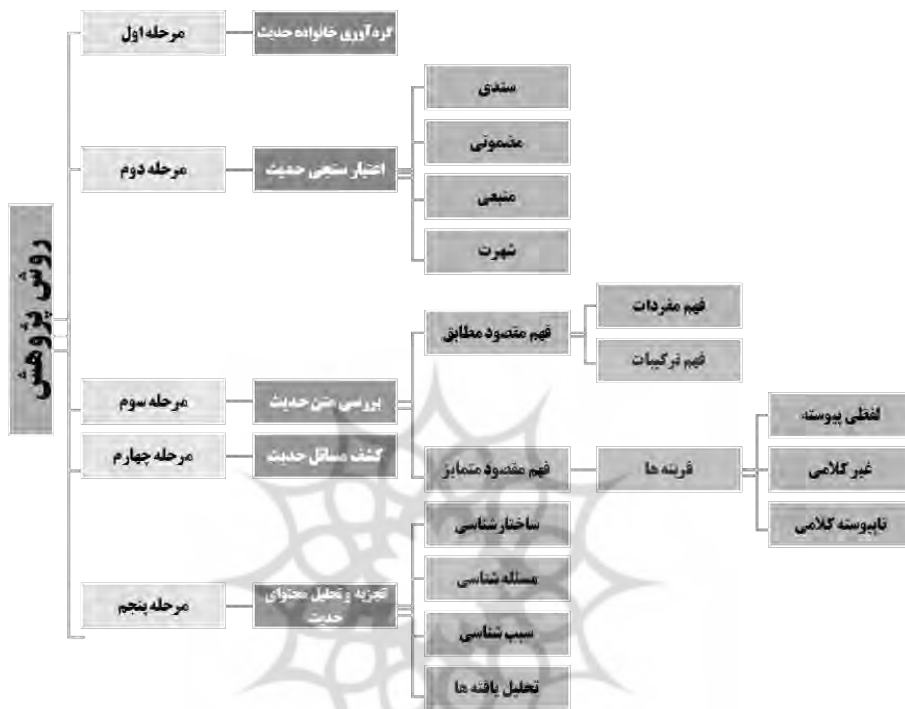 روش پژوهش
مرحله اول
گردآوری خانواده حدیث
مرحله دوم
اعتبار سنجی حدیث
سندی
مضمونی
منبعی
شهرت
مرحله سوم
بررسی متن حدیث
فهم مقصود مطابق
فهم مفردات
فهم ترکیبات
فهم مقصود متمایز
قرینه ها
لفظی پیوسته
غیر کلامی
ناپیوسته کلامی
مرحله چهارم
کشف مسائل حدیث
مرحله پنجم
تجزیه و تحلیل محتوای
حدیث
ساختارشناسی
مسئله شناسی
سبب شناسی
تحلیل یافته ها